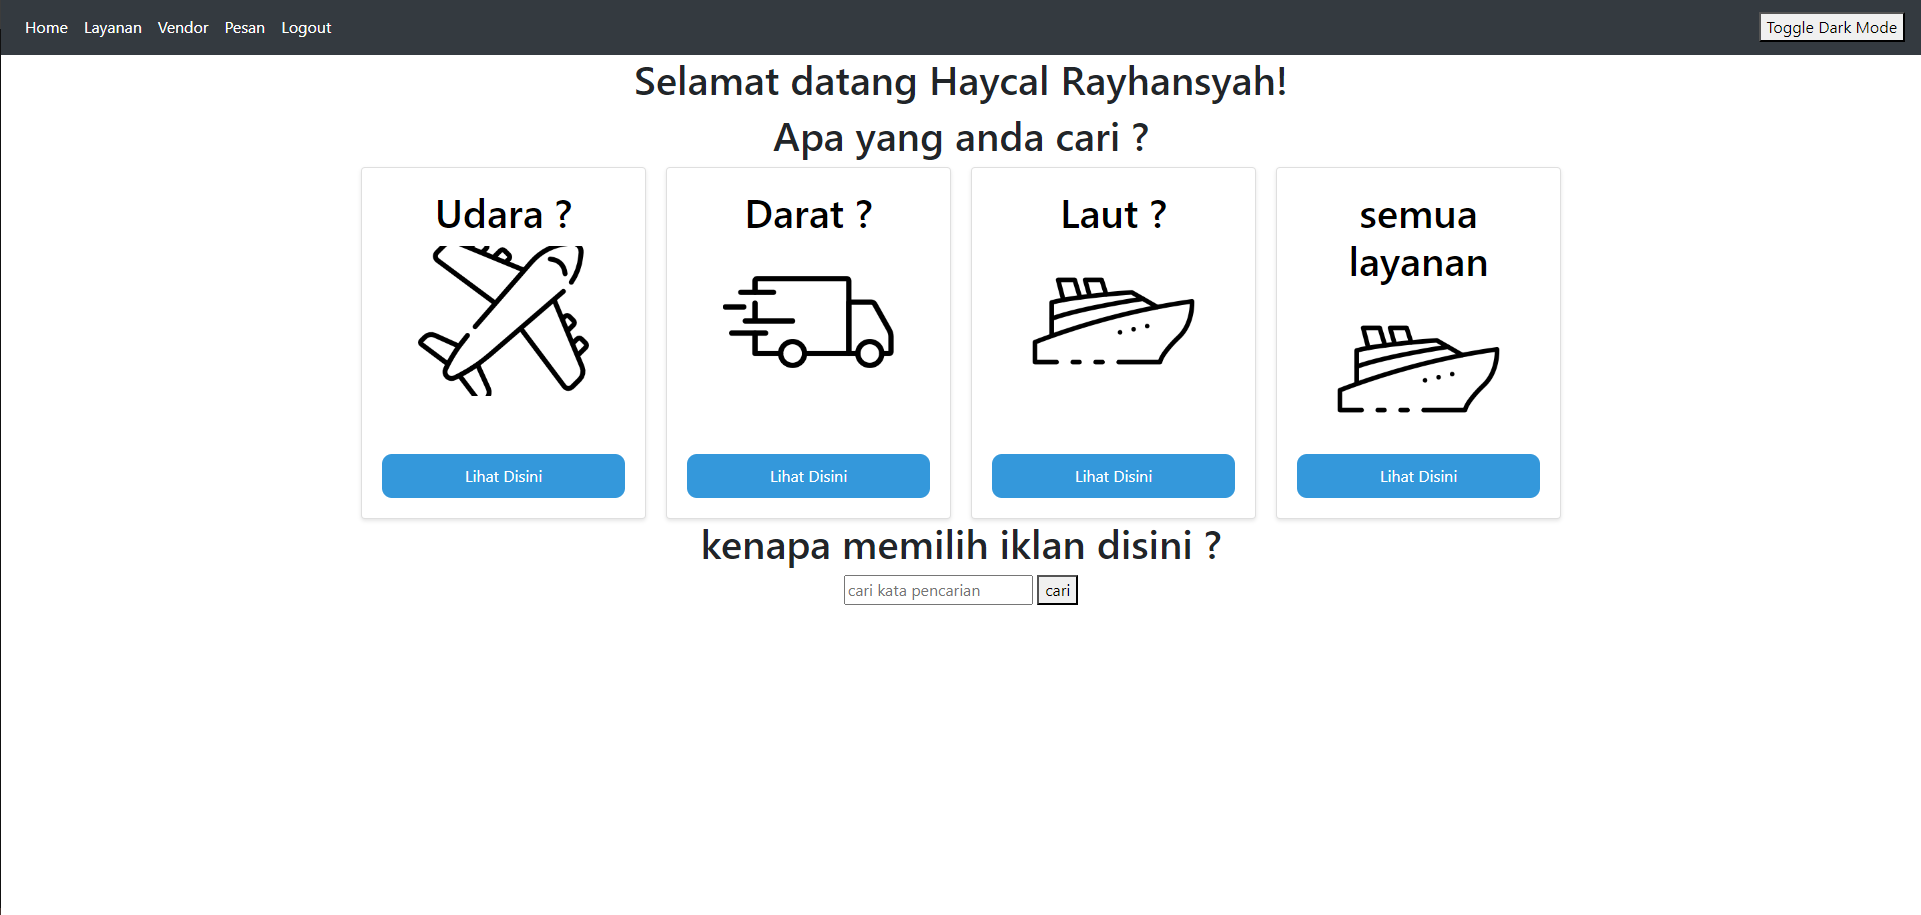 Home Layanan Vendor Pesan Logout Toggle Dark Mode
Selamat datang Haycal Rayhansyah!
Apa yang anda cari ?
Udara ?
Lihat Disini
Darat ?
Lihat Disini
Laut ?
Lihat Disini
semua
layanan
Lihat Disini
kenapa memilih iklan disini ?
cari kata pencarian cari